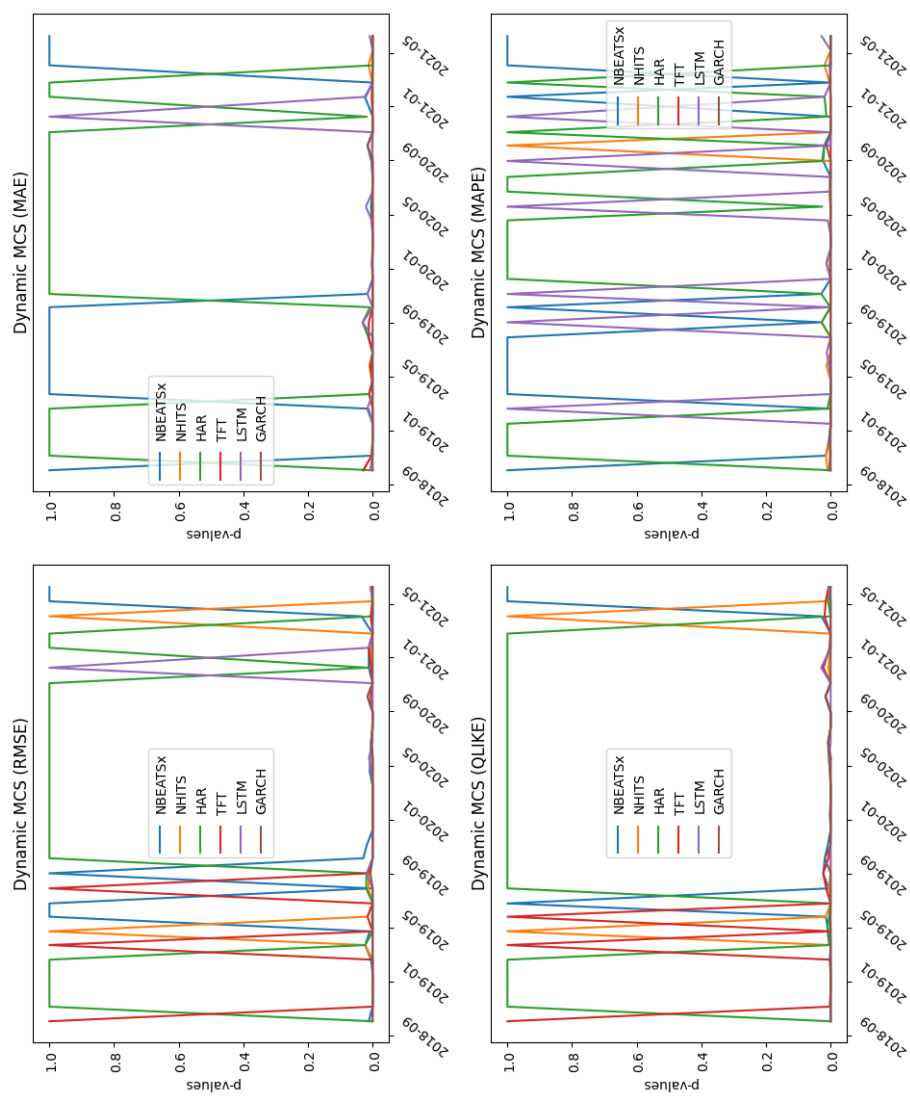 Dynamic MCS (RMSE)
p-values
1.0
0.8
0.6
0.4
0.2
0.0
NBEATSx
NHITS
HAR
TFT
LSTM
GARCH
2018-09
2019-01
2019-05
2019-09
2020-01
2020-05
2020-09
2021-01
2021-05
Dynamic MCS (MAE)
p-values
1.0
0.8
0.6
0.4
0.2
0.0
NBEATSx
NHITS
HAR
TFT
LSTM
GARCH
2018-09
2019-01
2019-05
2019-09
2020-01
2020-05
2020-09
2021-01
2021-05
Dynamic MCS (QLIKE)
p-values
1.0
0.8
0.6
0.4
0.2
0.0
NBEATSx
NHITS
HAR
TFT
LSTM
GARCH
2018-09
2019-01
2019-05
2019-09
2020-01
2020-05
2020-09
2021-01
2021-05
Dynamic MCS (MAPE)
p-values
1.0
0.8
0.6
0.4
0.2
0.0
NBEATSx
NHITS
HAR
TFT
LSTM
GARCH
2018-09
2019-01
2019-05
2019-09
2020-01
2020-05
2020-09
2021-01
2021-05